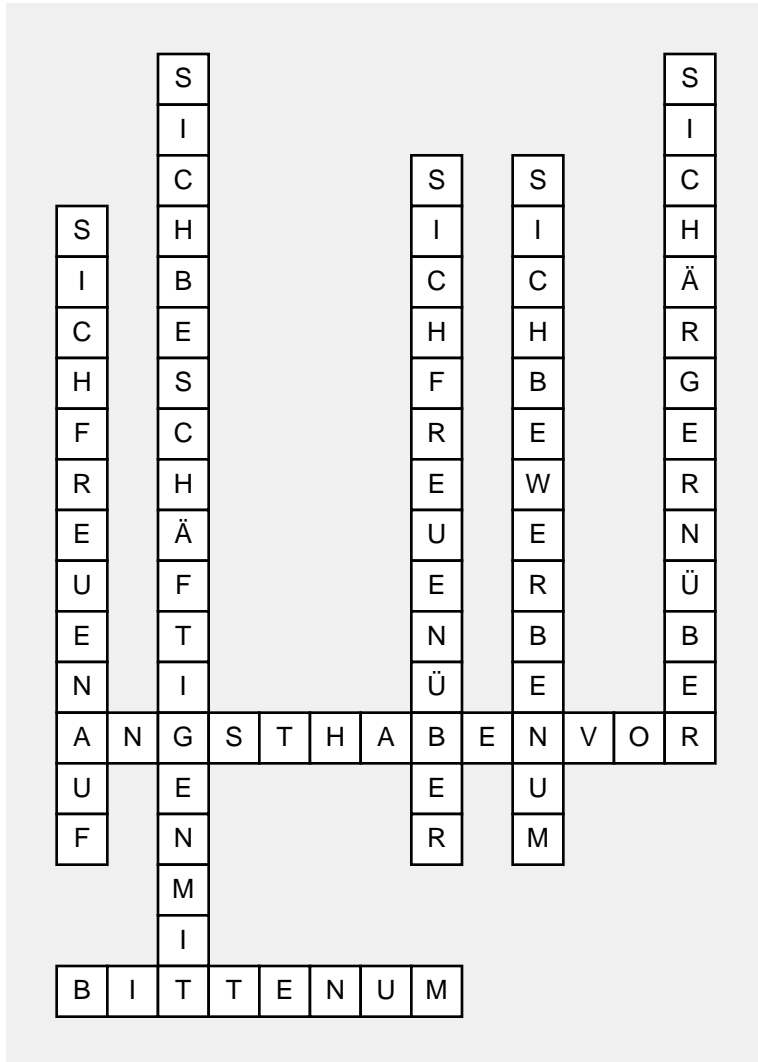 SICHFREUENAUF
SICHBESCHÄFTIGENMIT
SICHFREUENÜBER
SICHBEWERBENUM
SICHÄRGERNÜBER
ANGSTHABENVOR
BITTENUM